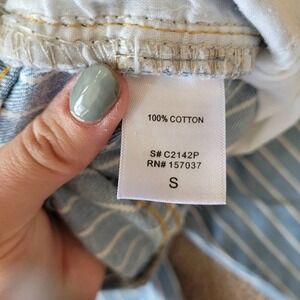 100% COTTON
S# C2142P
RN# 157037
S